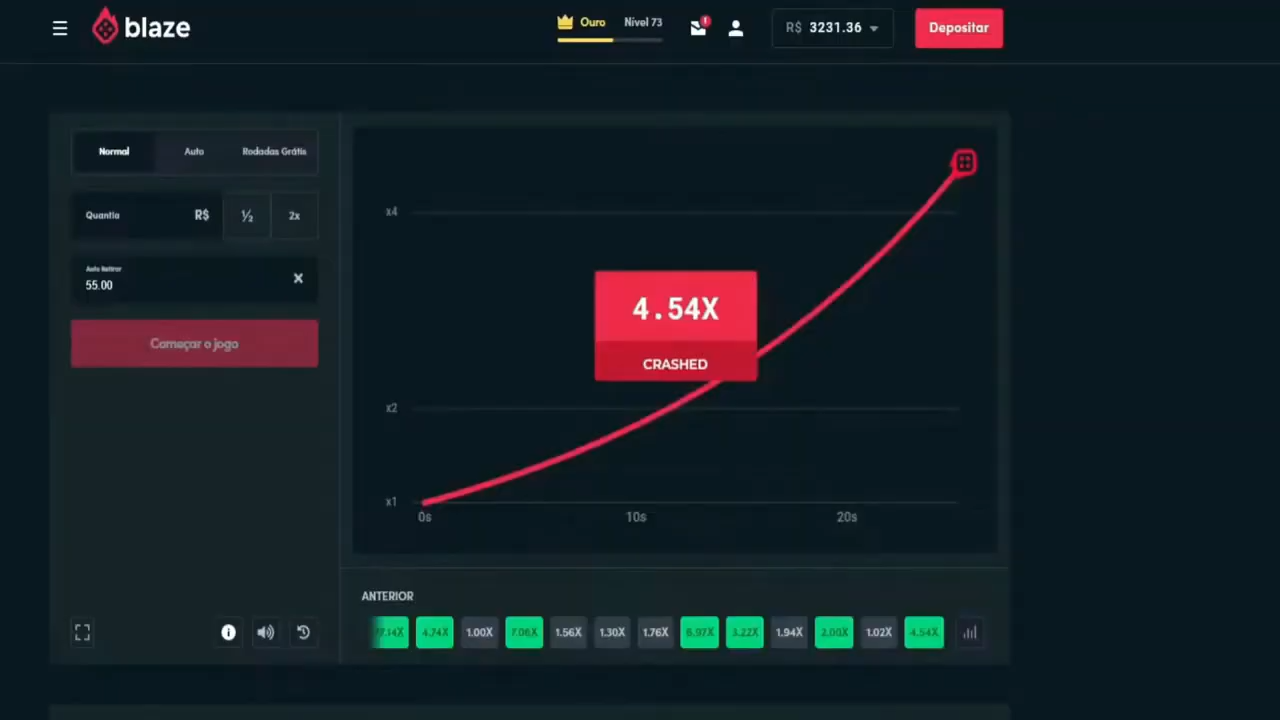 blaze
Ouro
Nível 73
1
R$ 3231.36
Depositar
Normal
Auto
Rodadas Grátis
Quantia
R$
½
2x
Auto Retirar
55.00
Começar o jogo
x4
x2
x1
4.54X
CRASHED
0s
10s
20s
ANTERIOR
4.74X
1.00X
7.06X
1.56X
1.30X
1.76X
3.22X
1.94X
2.00X
1.02X
4.54X